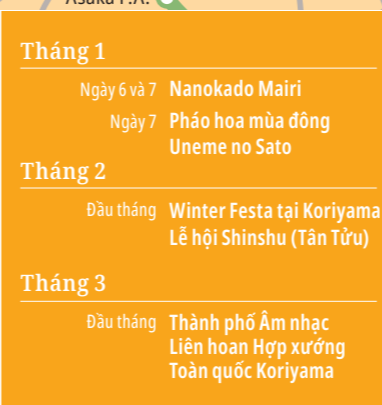 Asaka P.A.
Tháng 1
Ngày 6 và 7 Nanokado Mairi
Ngày 7 Pháo hoa mùa đông
Uneme no Sato
Tháng 2
Đầu tháng Winter Festa tại Koriyama
Lễ hội Shinshu (Tân Tửu)
Tháng 3
Đầu tháng Thành phố Âm nhạc
Liên hoan Hợp xướng
Toàn quốc Koriyama